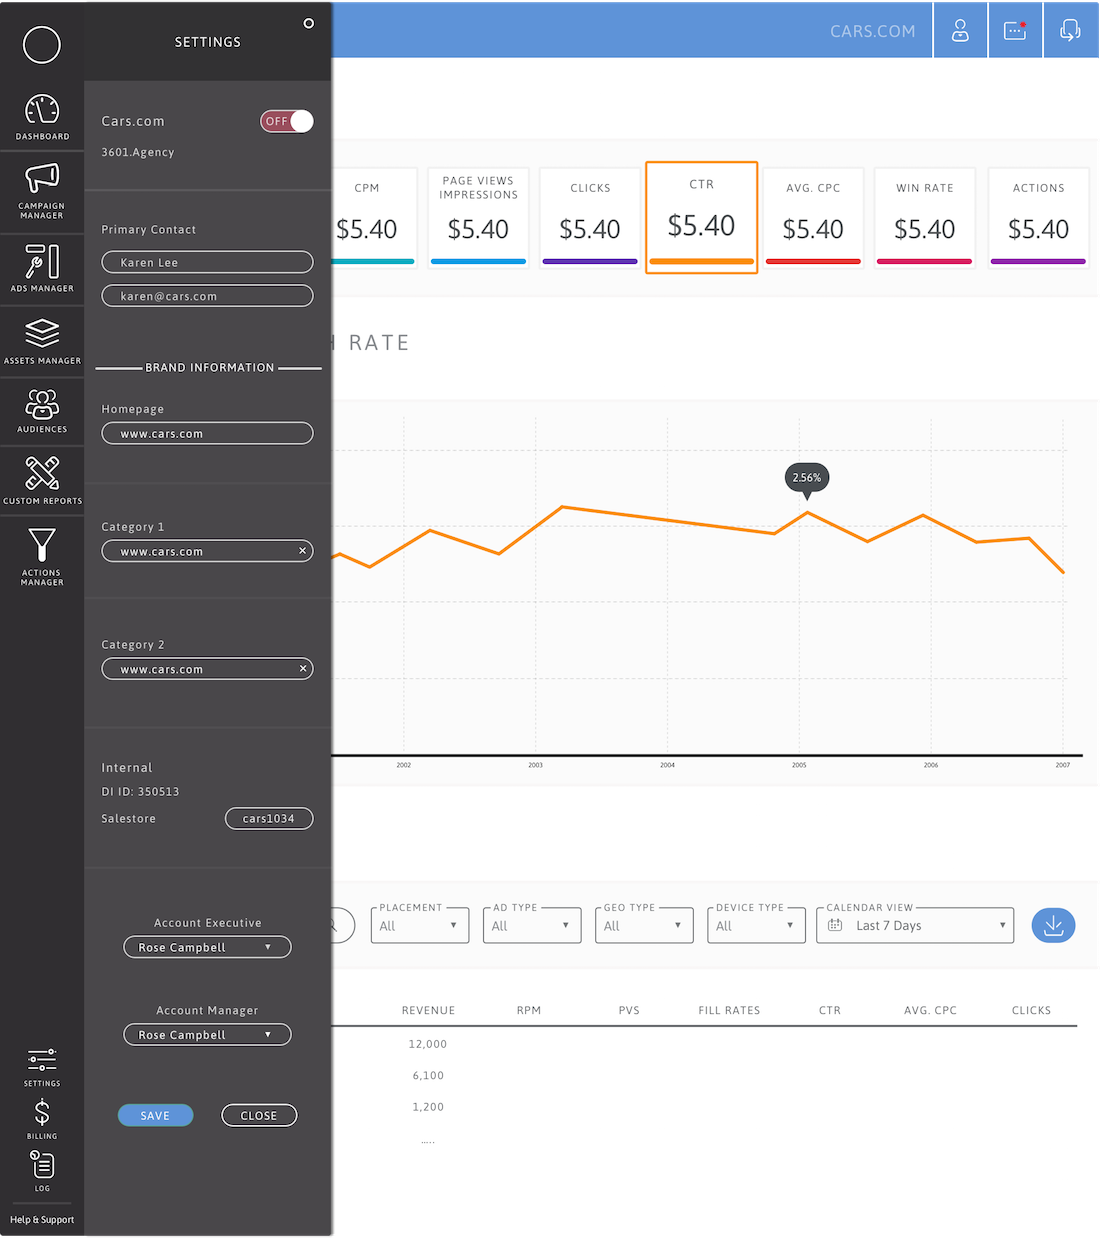 DASHBOARD
CAMPAIGN
MANAGER
ADS MANAGER
ASSETS MANAGER
AUDIENCES
CUSTOM REPORTS
ACTIONS
MANAGER
SETTINGS
BILLING
LOG
Help & Support
SETTINGS
Cars.com
OFF
3601.Agency
Primary Contact
Karen Lee
karen@cars.com
BRAND INFORMATION
Homepage
www.cars.com
Category 1
www.cars.com ×
Category 2
www.cars.com ×
Internal
DI ID: 350513
Salestore
cars1034
Account Executive
Rose Campbell
Account Manager
Rose Campbell
SAVE
CLOSE
CARS.COM
CPM
$5.40
PAGE VIEWS
IMPRESSIONS
$5.40
CLICKS
$5.40
CTR
$5.40
AVG. CPC
$5.40
WIN RATE
$5.40
ACTIONS
$5.40
H RATE
2.56%
2002 2003 2004 2005 2006 2007
PLACEMENT
All
AD TYPE
All
GEO TYPE
All
DEVICE TYPE
All
CALENDAR VIEW
Last 7 Days
REVENUE RPM PVS FILL RATES CTR AVG. CPC CLICKS
12,000
6,100
1,200
.....